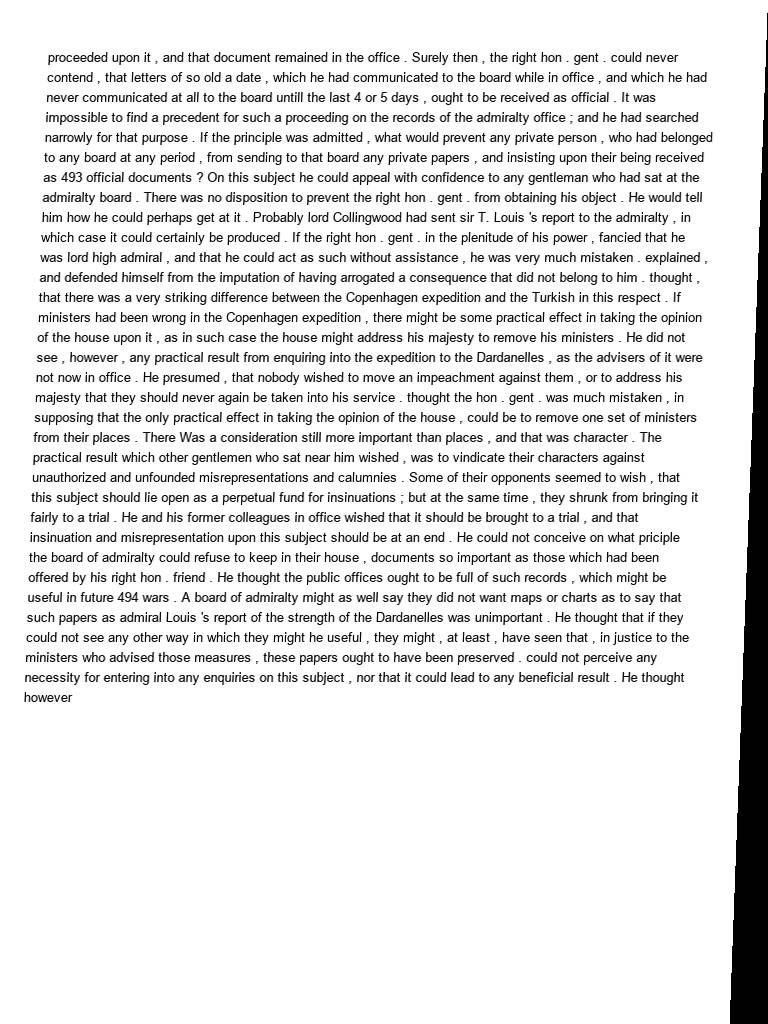 proceeded upon it , and that document remained in the office . Surely then , the right hon . gent . could never
contend , that letters of so old a date , which he had communicated to the board while in office , and which he had
never communicated at all to the board untill the last 4 or 5 days , ought to be received as official . It was
impossible to find a precedent for such a proceeding on the records of the admiralty office ; and he had searched
narrowly for that purpose . If the principle was admitted , what would prevent any private person , who had belonged
to any board at any period , from sending to that board any private papers , and insisting upon their being received
as 493 official documents ? On this subject he could appeal with confidence to any gentleman who had sat at the
admiralty board . There was no disposition to prevent the right hon . gent . from obtaining his object . He would tell
him how he could perhaps get at it . Probably lord Collingwood had sent sir T. Louis 's report to the admiralty , in
which case it could certainly be produced . If the right hon . gent . in the plenitude of his power , fancied that he
was lord high admiral , and that he could act as such without assistance , he was very much mistaken . explained ,
and defended himself from the imputation of having arrogated a consequence that did not belong to him . thought ,
that there was a very striking difference between the Copenhagen expedition and the Turkish in this respect . If
ministers had been wrong in the Copenhagen expedition , there might be some practical effect in taking the opinion
of the house upon it , as in such case the house might address his majesty to remove his ministers . He did not
see , however , any practical result from enquiring into the expedition to the Dardanelles , as the advisers of it were
not now in office . He presumed , that nobody wished to move an impeachment against them , or to address his
majesty that they should never again be taken into his service . thought the hon . gent . was much mistaken , in
supposing that the only practical effect in taking the opinion of the house , could be to remove one set of ministers
from their places . There Was a consideration still more important than places , and that was character . The
practical result which other gentlemen who sat near him wished , was to vindicate their characters against
unauthorized and unfounded misrepresentations and calumnies . Some of their opponents seemed to wish , that
this subject should lie open as a perpetual fund for insinuations ; but at the same time , they shrunk from bringing it
fairly to a trial . He and his former colleagues in office wished that it should be brought to a trial , and that
insinuation and misrepresentation upon this subject should be at an end . He could not conceive on what priciple
the board of admiralty could refuse to keep in their house , documents so important as those which had been
offered by his right hon . friend . He thought the public offices ought to be full of such records , which might be
useful in future 494 wars . A board of admiralty might as well say they did not want maps or charts as to say that
such papers as admiral Louis 's report of the strength of the Dardanelles was unimportant . He thought that if they
could not see any other way in which they might he useful , they might , at least , have seen that , in justice to the
ministers who advised those measures , these papers ought to have been preserved . could not perceive any
necessity for entering into any enquiries on this subject , nor that it could lead to any beneficial result . He thought
however